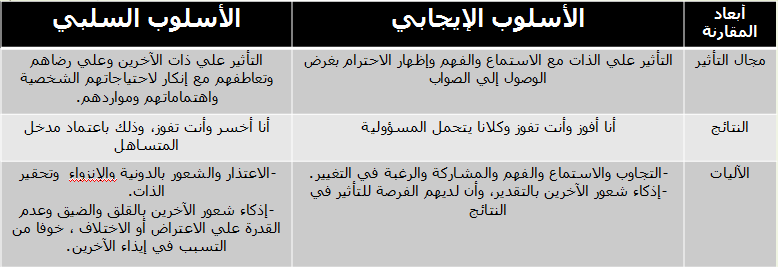 أبعاد المقارنة
الأسلوب الإيجابي
الأسلوب السلبي
مجال التأثير
التأثير علي الذات مع الاستماع والفهم وإظهار الاحترام بغرض
الوصول إلي الصواب
التأثير علي ذات الآخرين وعلي رضاهم
وتعاطفهم مع إنكار لاحتياجاتهم الشخصية
واهتماماتهم ومواردهم.
النتائج
أنا أفوز وأنت تفوز وكلانا يتحمل المسؤولية
أنا أخسر وأنت تفوز، وذلك باعتماد مدخل
المتساهل
الآليات
-التجاوب والاستماع والفهم والمشاركة والرغبة في التغيير.
-إذكاء شعور الآخرين بالتقدير، وأن لديهم الفرصة للتأثير في
النتائج
-الاعتذار والشعور بالدونية والإنزواء وتحقير
الذات.
-إذكاء شعور الآخرين بالقلق والضيق وعدم
القدرة علي الاعتراض أو الاختلاف ، خوفا من
التسبب في إيذاء الآخرين.